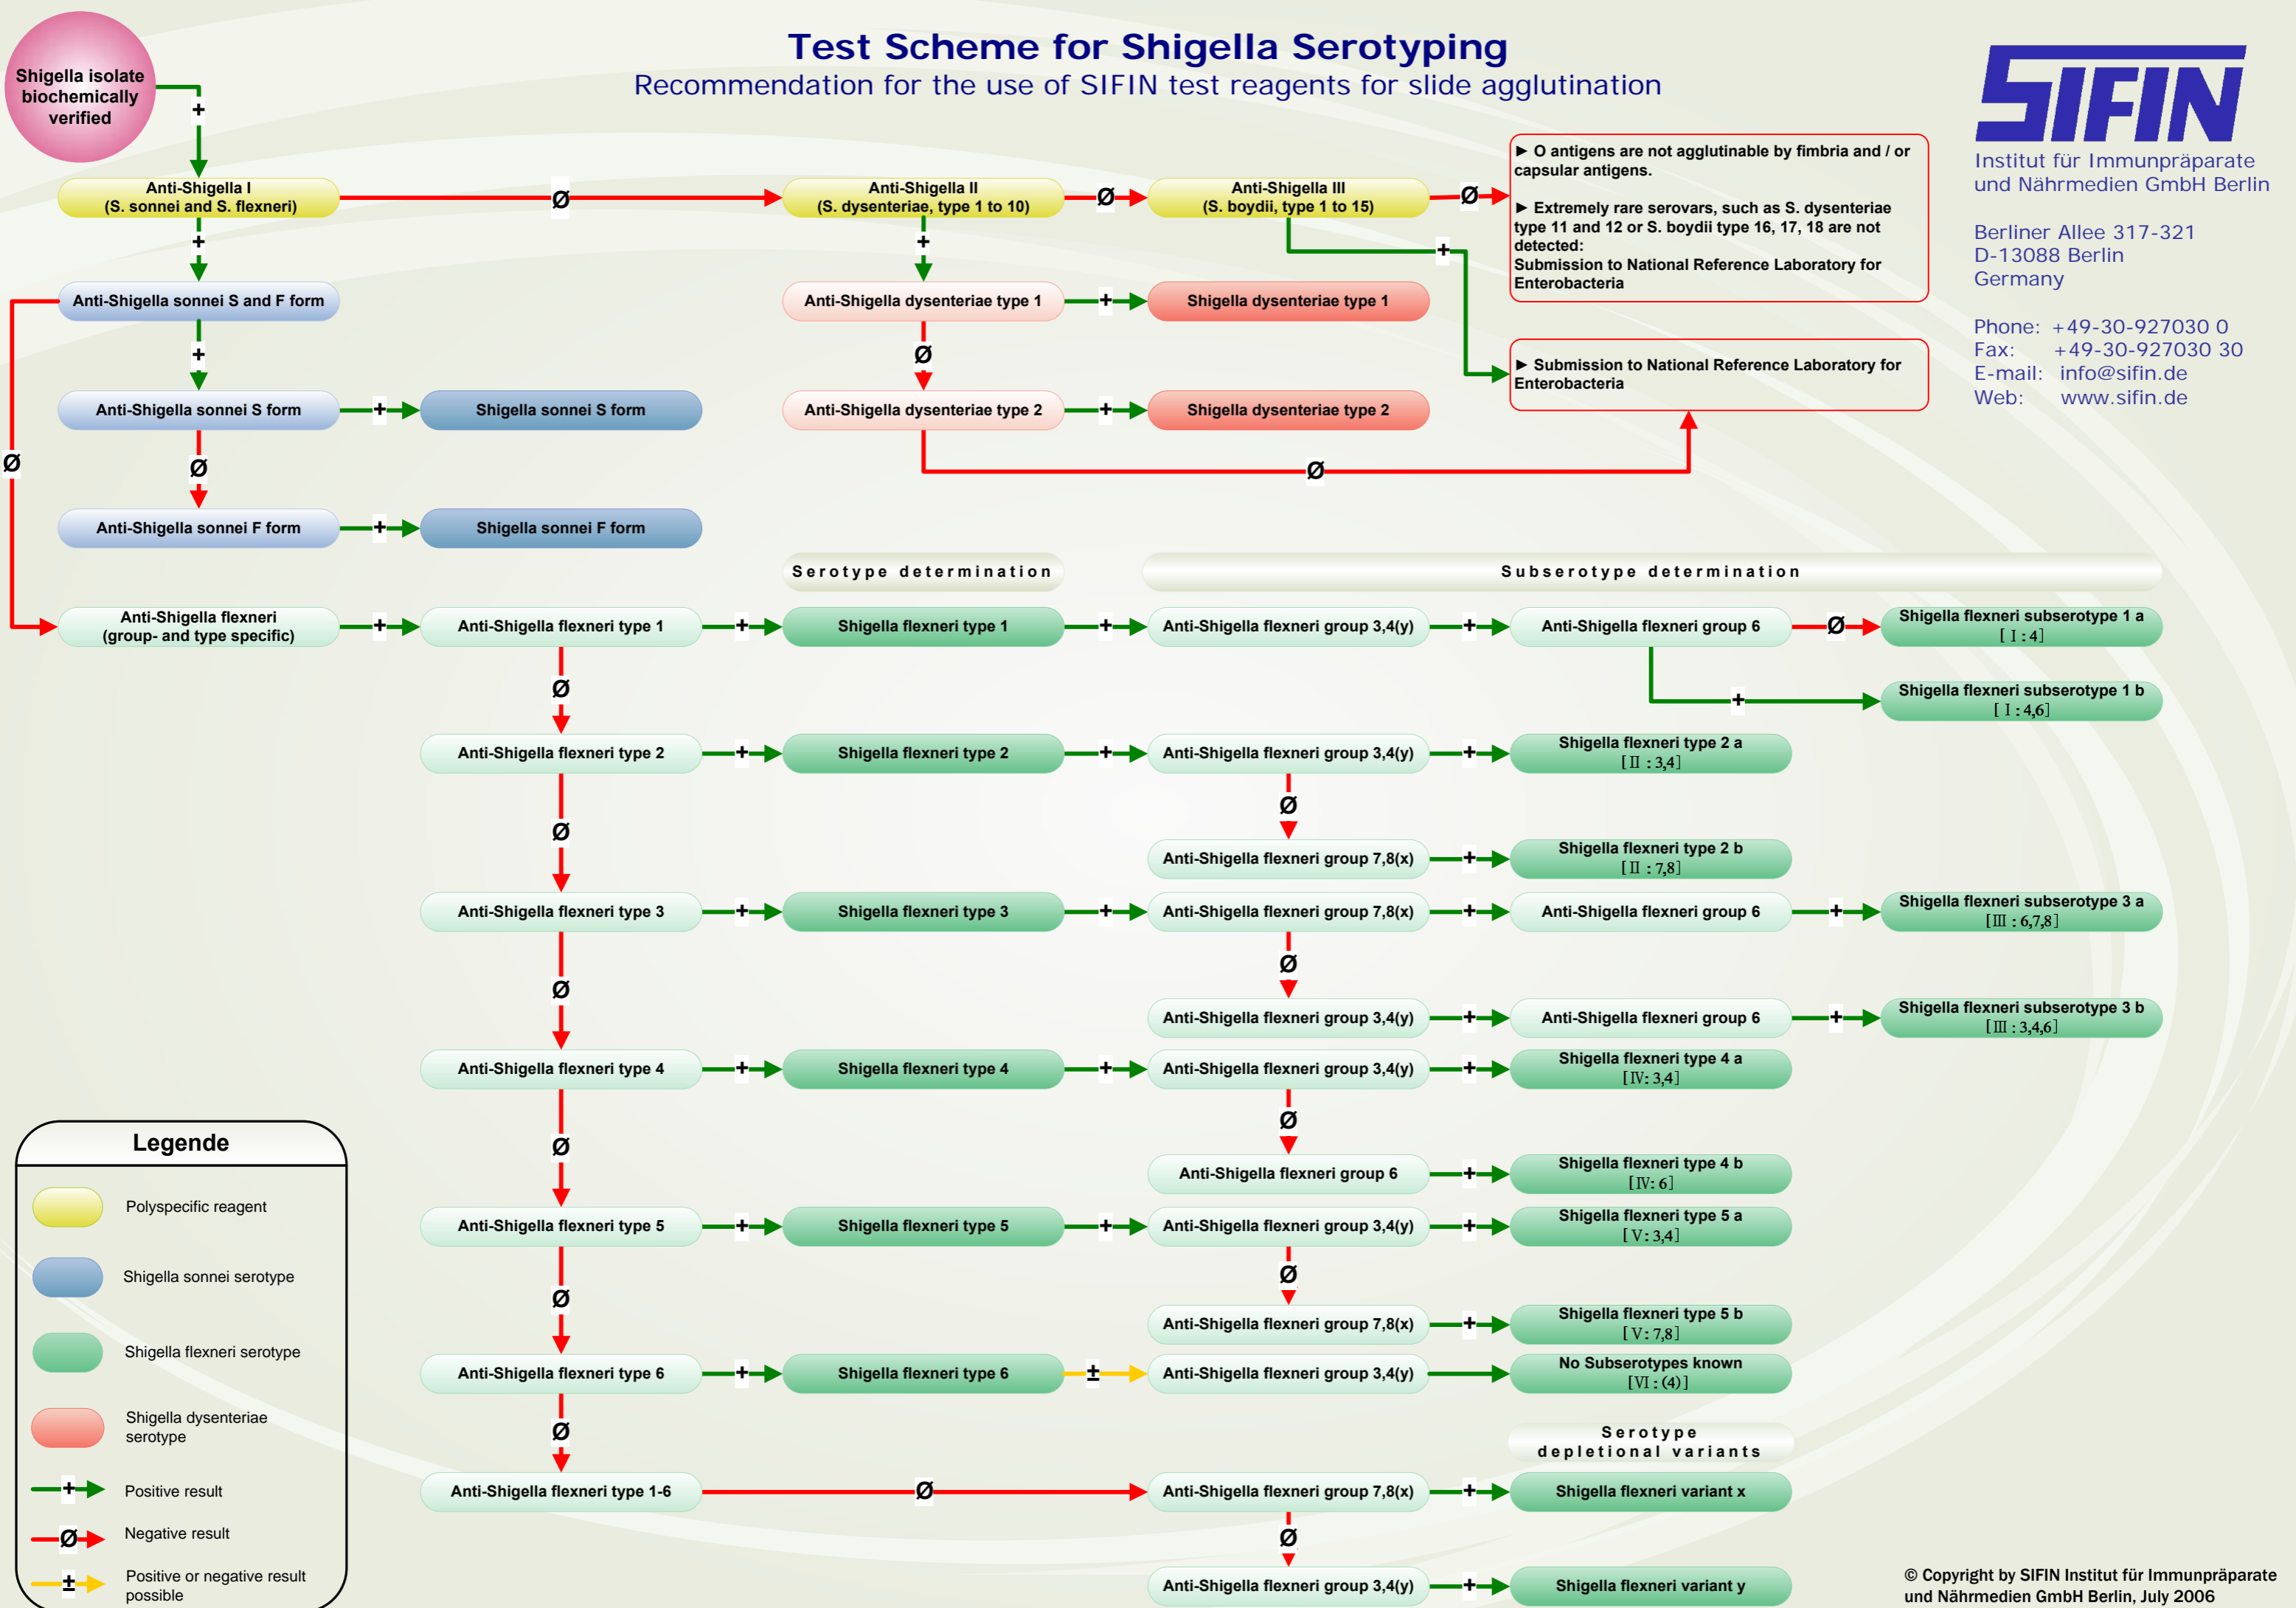 Test Scheme for Shigella Serotyping
Recommendation for the use of SIFIN test reagents for slide agglutination
SIFIN
Institut für Immunpräparate
und Nährmedien GmbH Berlin
Berliner Allee 317-321
D-13088 Berlin
Germany
Phone: +49-30-927030 0
Fax: +49-30-927030 30
E-mail: info@sifin.de
Web: www.sifin.de
Shigella isolate
biochemically
verified
+
Anti-Shigella I
(S. sonnei and S. flexneri)
Ø
Anti-Shigella II
(S. dysenteriae, type 1 to 10)
Ø
Anti-Shigella III
(S. boydii, type 1 to 15)
Ø
► O antigens are not agglutinable by fimbria and / or
capsular antigens.
► Extremely rare serovars, such as S. dysenteriae
type 11 and 12 or S. boydii type 16, 17, 18 are not
detected:
Submission to National Reference Laboratory for
Enterobacteria
+
+
+
Anti-Shigella sonnei S and F form
Anti-Shigella dysenteriae type 1
+
Shigella dysenteriae type 1
+
Ø
► Submission to National Reference Laboratory for
Enterobacteria
Anti-Shigella sonnei S form
+
Shigella sonnei S form
Anti-Shigella dysenteriae type 2
+
Shigella dysenteriae type 2
Ø
Ø
Ø
Anti-Shigella sonnei F form
+
Shigella sonnei F form
Serotype determination
Subserotype determination
Anti-Shigella flexneri
(group- and type specific)
+
Anti-Shigella flexneri type 1
+
Shigella flexneri type 1
+
Anti-Shigella flexneri group 3,4(y)
+
Anti-Shigella flexneri group 6
Ø
Shigella flexneri subserotype 1 a
[ I : 4]
Ø
+
Shigella flexneri subserotype 1 b
[ I : 4,6]
Anti-Shigella flexneri type 2
+
Shigella flexneri type 2
+
Anti-Shigella flexneri group 3,4(y)
+
Shigella flexneri type 2 a
[ II : 3,4]
Ø
Ø
Anti-Shigella flexneri group 7,8(x)
+
Shigella flexneri type 2 b
[ II : 7,8]
Anti-Shigella flexneri type 3
+
Shigella flexneri type 3
+
Anti-Shigella flexneri group 7,8(x)
+
Anti-Shigella flexneri group 6
+
Shigella flexneri subserotype 3 a
[III : 6,7,8]
Ø
Ø
Anti-Shigella flexneri group 3,4(y)
+
Anti-Shigella flexneri group 6
+
Shigella flexneri subserotype 3 b
[III : 3,4,6]
Anti-Shigella flexneri type 4
+
Shigella flexneri type 4
+
Anti-Shigella flexneri group 3,4(y)
+
Shigella flexneri type 4 a
[IV: 3,4]
Ø
Ø
Anti-Shigella flexneri group 6
+
Shigella flexneri type 4 b
[IV: 6]
Anti-Shigella flexneri type 5
+
Shigella flexneri type 5
+
Anti-Shigella flexneri group 3,4(y)
+
Shigella flexneri type 5 a
[ V: 3,4]
Ø
Ø
Anti-Shigella flexneri group 7,8(x)
+
Shigella flexneri type 5 b
[ V: 7,8]
Anti-Shigella flexneri type 6
+
Shigella flexneri type 6
±
Anti-Shigella flexneri group 3,4(y)
No Subserotypes known
[VI : (4)]
Ø
Serotype
depletional variants
Anti-Shigella flexneri type 1-6
Ø
Anti-Shigella flexneri group 7,8(x)
+
Shigella flexneri variant x
Ø
Anti-Shigella flexneri group 3,4(y)
+
Shigella flexneri variant y
Legende
Polyspecific reagent
Shigella sonnei serotype
Shigella flexneri serotype
Shigella dysenteriae
serotype
+
Positive result
Ø
Negative result
±
Positive or negative result
possible
© Copyright by SIFIN Institut für Immunpräparate
und Nährmedien GmbH Berlin, July 2006